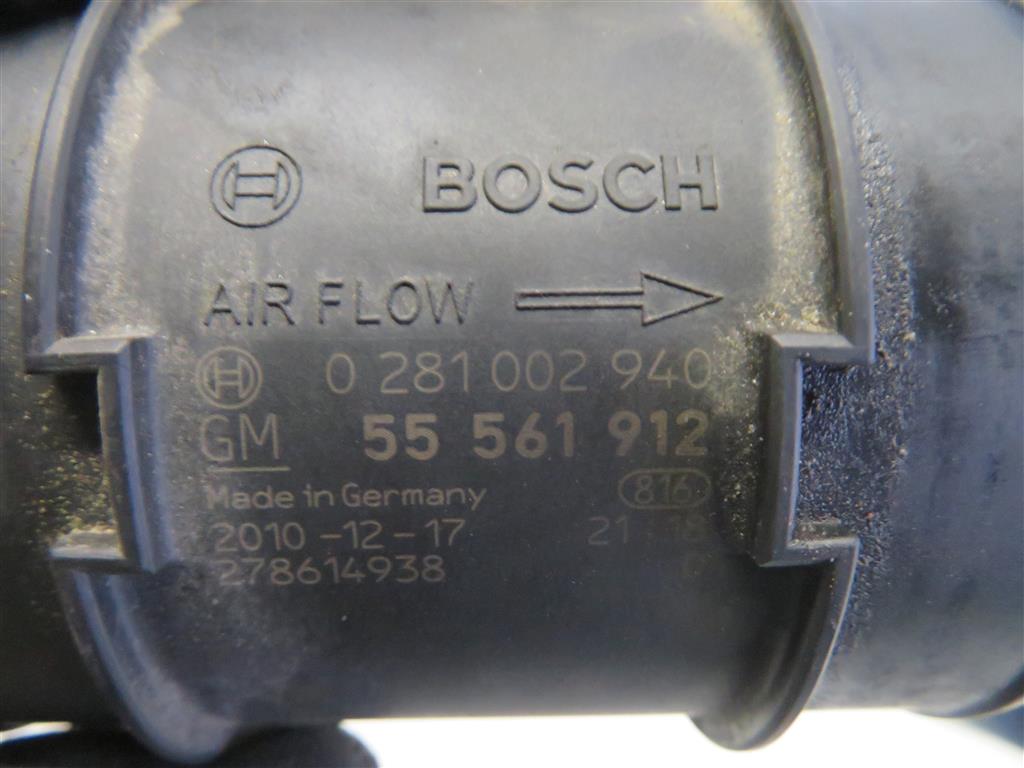 BOSCH
AIR FLOW
0 281 002 940
GM 55 561 912
Made in Germany 816
2010-12-17 21
278614938